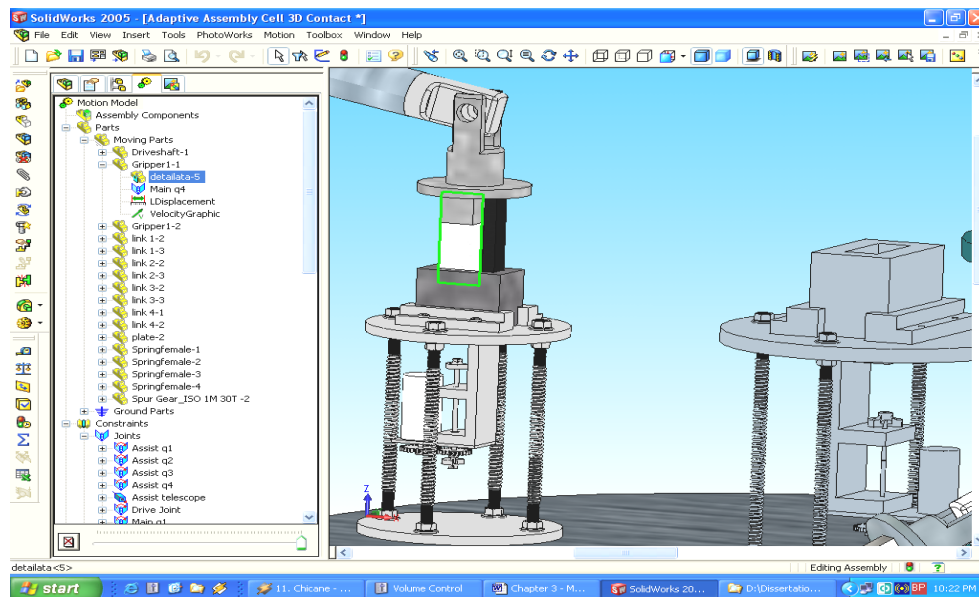 SolidWorks 2005 - [Adaptive Assembly Cell 3D Contact *]
File Edit View Insert Tools PhotoWorks Motion Toolbox Window Help
Motion Model
Assembly Components
Parts
Moving Parts
Driveshaft-1
Gripper1-1
detailata-5
Main q4
LDisplacement
VelocityGraphic
Gripper1-2
link 1-2
link 1-3
link 2-2
link 2-3
link 3-2
link 3-3
link 4-1
link 4-2
plate-2
Springfemale-1
Springfemale-2
Springfemale-3
Springfemale-4
Spur Gear_ISO 1M 30T -2
Ground Parts
Constraints
Joints
Assist q1
Assist q2
Assist q3
Assist q4
Assist telescope
Drive Joint
Main q1
Z
detailata<5>
Editing Assembly
start
11. Chicane - ...
Volume Control
Chapter 3 - M...
SolidWorks 20...
D:\Dissertatio...
BP
10:22 PM